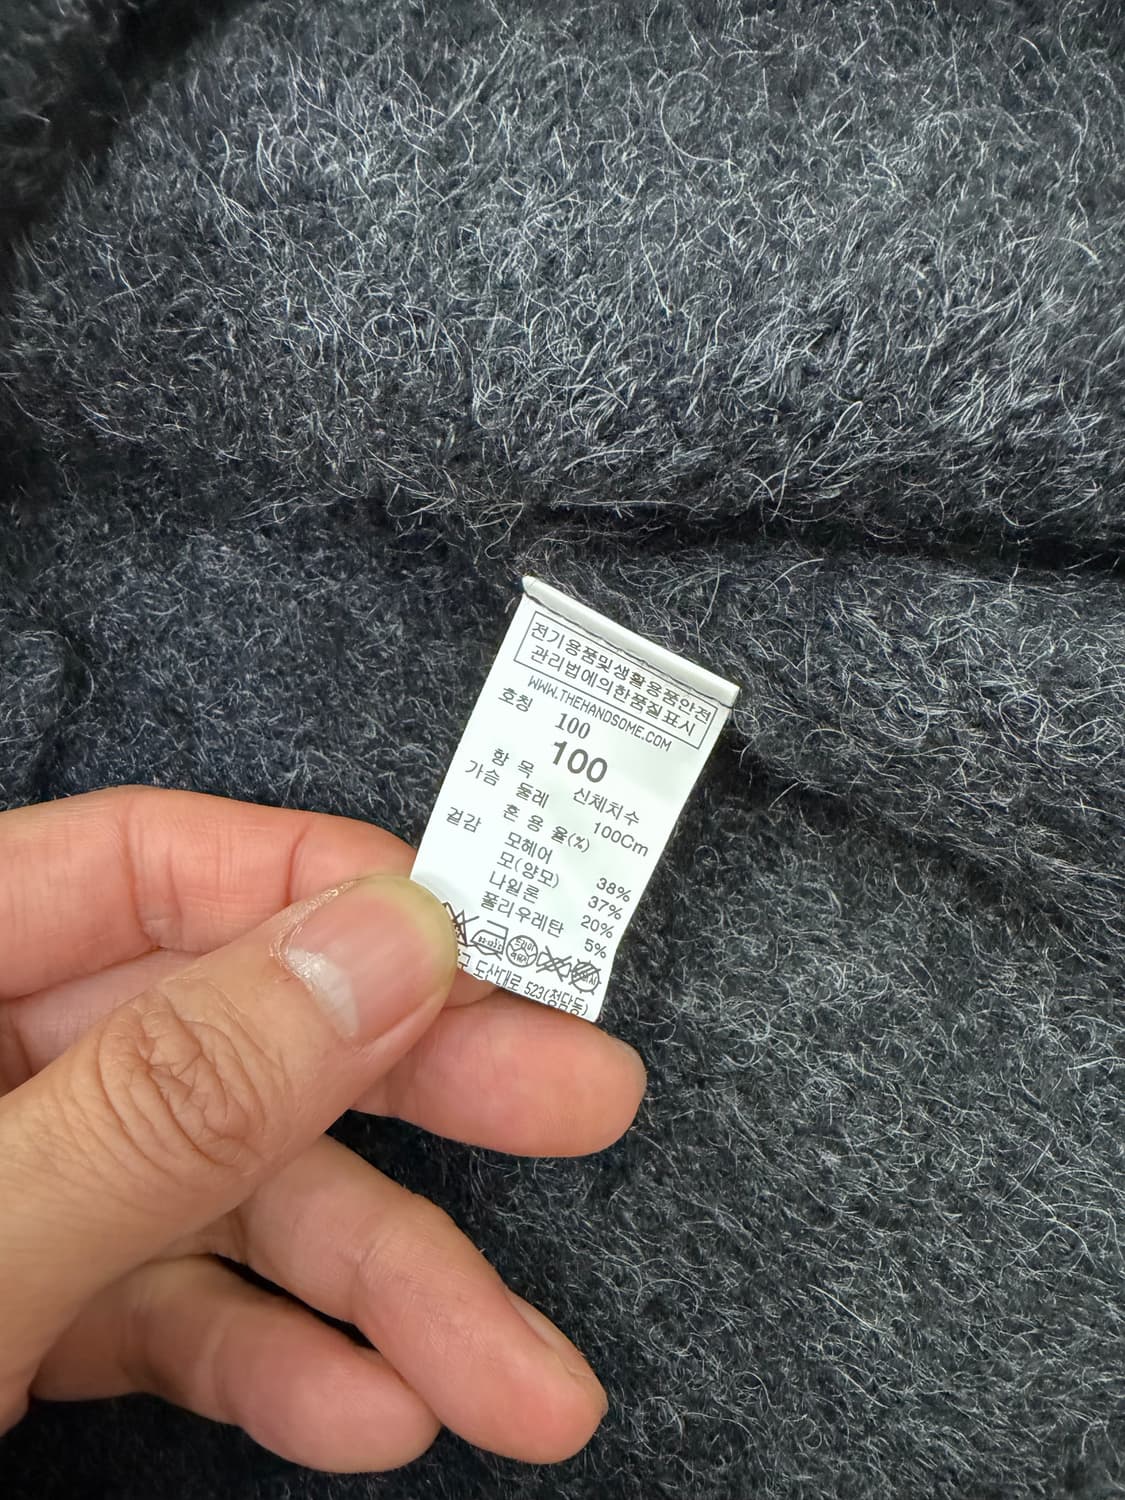 전기용품및생활용품안전
관리법에의한품질표시
WWW.THEHANDSOME.COM
호칭 100
100
항 목 신체치수
가슴 둘레 100Cm
혼 용 율(%)
겉감 모헤어 38%
모(양모) 37%
나일론 20%
폴리우레탄 5%
구 도산대로 523(청담동)